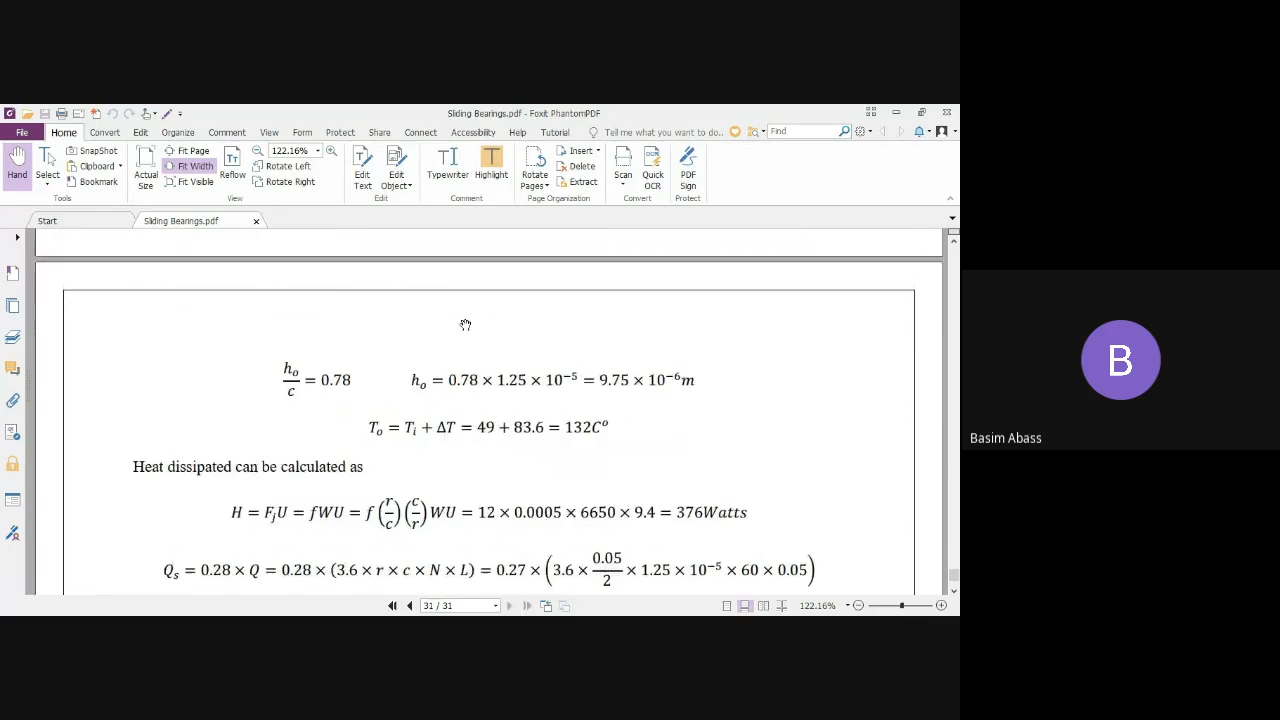 Sliding Bearings.pdf - Foxit PhantomPDF
File Home Convert Edit Organize Comment View Form Protect Share Connect Accessibility Help Tutorial Tell me what you want to do.. Find
Hand
Select
SnapShot
Clipboard
Bookmark
Tools
Actual Size
Fit Page
Fit Width
Fit Visible
Reflow
122.16%
Rotate Left
Rotate Right
View
Edit Text
Edit Object
Edit
Typewriter
Highlight
Comment
Rotate Pages
Insert
Delete
Extract
Page Organization
Scan
Quick OCR
Convert
PDF Sign
Protect
Start Sliding Bearings.pdf
h_o/c = 0.78 h_o = 0.78 × 1.25 × 10⁻⁵ = 9.75 × 10⁻⁶m
T_o = T_i + ΔT = 49 + 83.6 = 132C^o
Heat dissipated can be calculated as
H = F_jU = fWU = f(r/c)(c/r)WU = 12 × 0.0005 × 6650 × 9.4 = 376Watts
Q_s = 0.28 × Q = 0.28 × (3.6 × r × c × N × L) = 0.27 × (3.6 × 0.05/2 × 1.25 × 10⁻⁵ × 60 × 0.05)
31 / 31
122.16%
B
Basim Abass